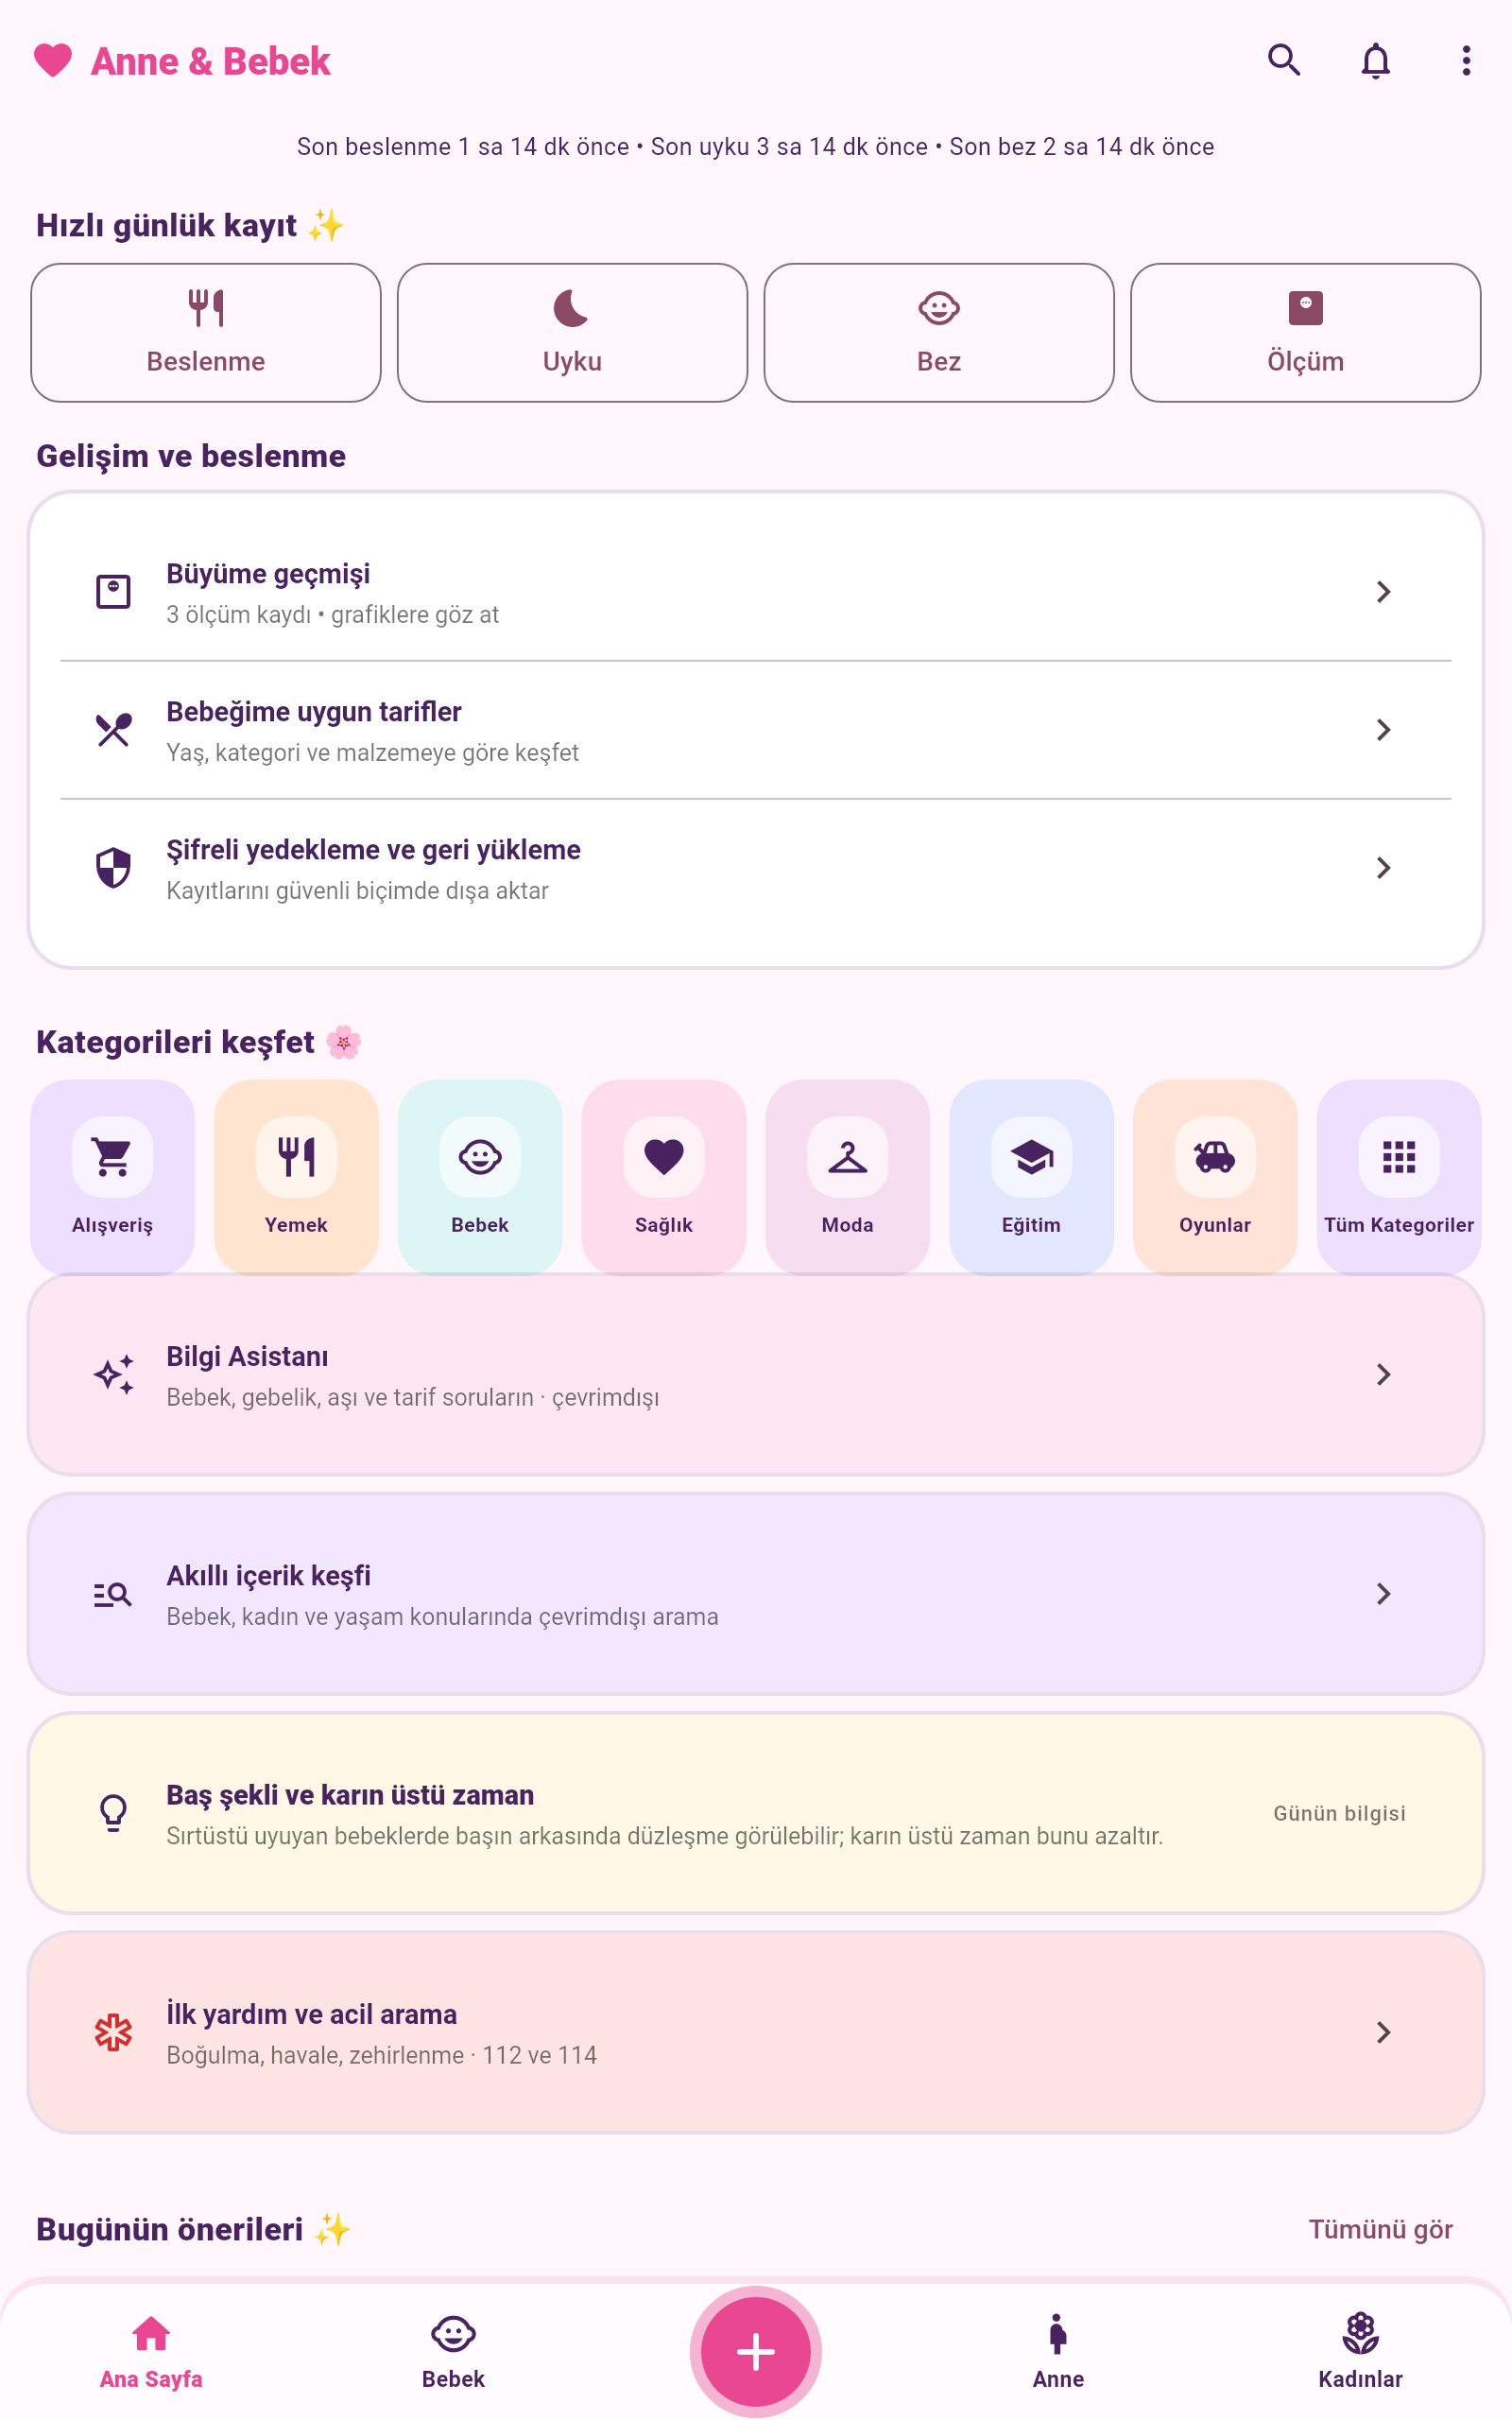 Anne & Bebek
Son beslenme 1 sa 14 dk önce • Son uyku 3 sa 14 dk önce • Son bez 2 sa 14 dk önce
Hızlı günlük kayıt ✨
Beslenme
Uyku
Bez
Ölçüm
Gelişim ve beslenme
Büyüme geçmişi
3 ölçüm kaydı • grafiklere göz at
Bebeğime uygun tarifler
Yaş, kategori ve malzemeye göre keşfet
Şifreli yedekleme ve geri yükleme
Kayıtlarını güvenli biçimde dışa aktar
Kategorileri keşfet 🌸
Alışveriş
Yemek
Bebek
Sağlık
Moda
Eğitim
Oyunlar
Tüm Kategoriler
Bilgi Asistanı
Bebek, gebelik, aşı ve tarif soruların · çevrimdışı
Akıllı içerik keşfi
Bebek, kadın ve yaşam konularında çevrimdışı arama
Baş şekli ve karın üstü zaman
Sırtüstü uyuyan bebeklerde başın arkasında düzleşme görülebilir; karın üstü zaman bunu azaltır.
Günün bilgisi
İlk yardım ve acil arama
Boğulma, havale, zehirlenme · 112 ve 114
Bugünün önerileri ✨
Tümünü gör
Ana Sayfa
Bebek
Anne
Kadınlar